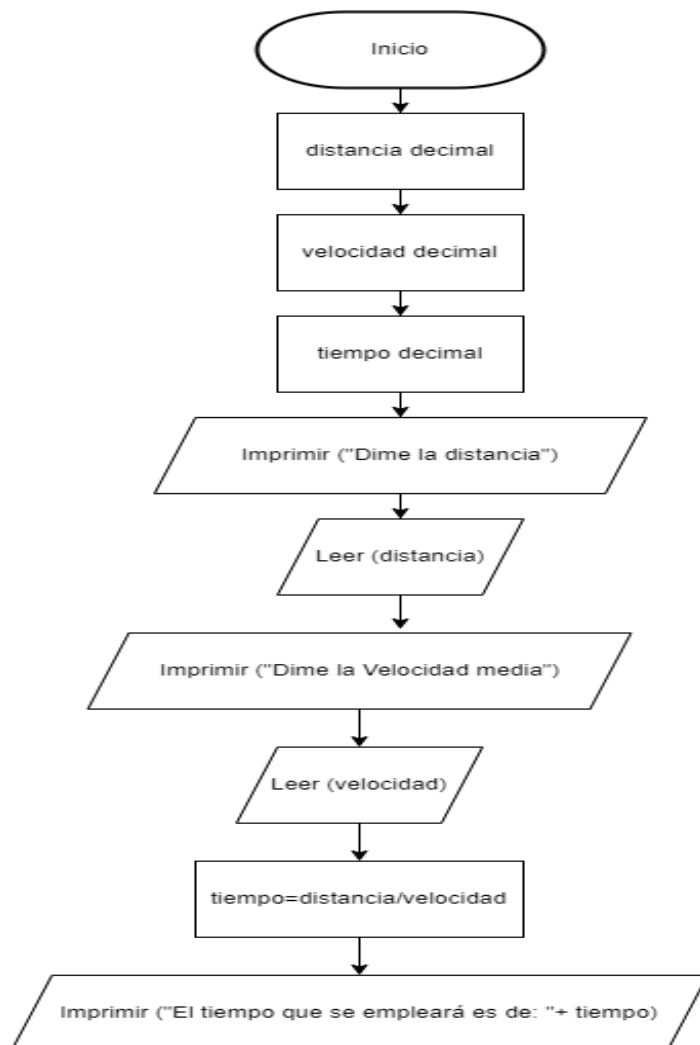 Inicio
distancia decimal
velocidad decimal
tiempo decimal
Imprimir ("Dime la distancia")
Leer (distancia)
Imprimir ("Dime la Velocidad media")
Leer (velocidad)
tiempo=distancia/velocidad
Imprimir ("El tiempo que se empleará es de: "+ tiempo)